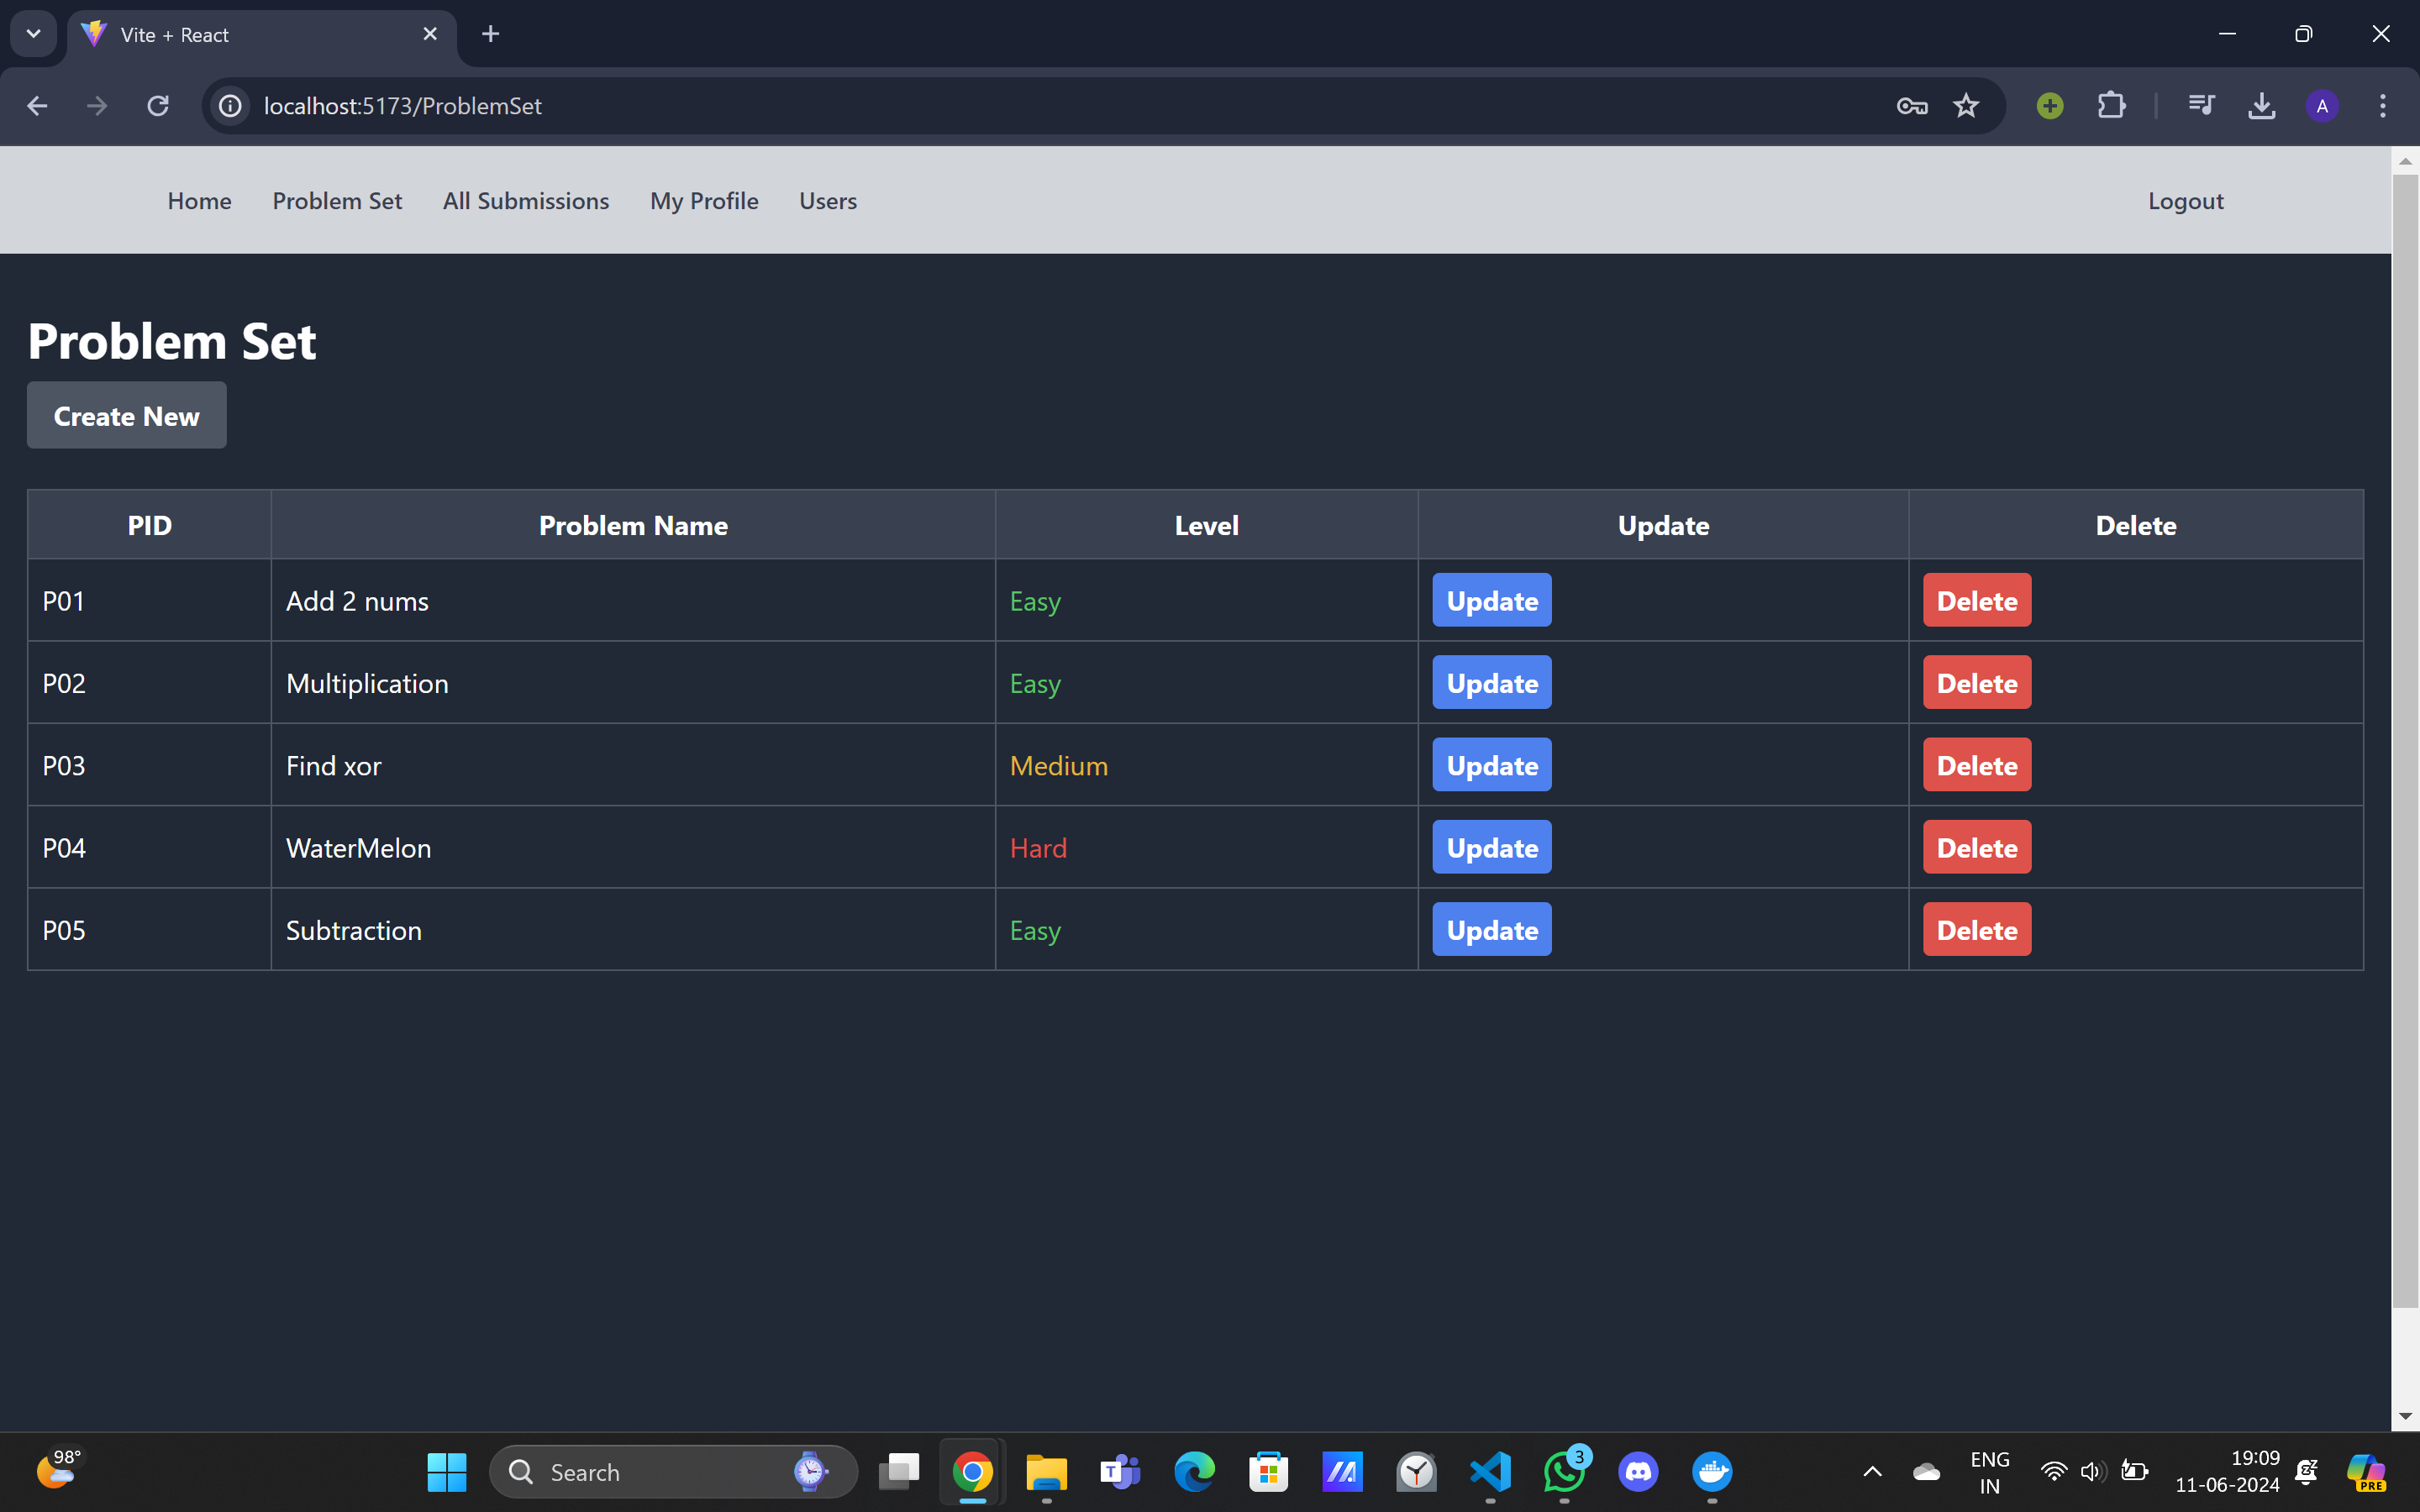 Vite + React
localhost:5173/ProblemSet
A
Home Problem Set All Submissions My Profile Users Logout
Problem Set
Create New
PID Problem Name Level Update Delete
P01 Add 2 nums Easy Update Delete
P02 Multiplication Easy Update Delete
P03 Find xor Medium Update Delete
P04 WaterMelon Hard Update Delete
P05 Subtraction Easy Update Delete
98°
Search
T
3
ENG
IN
19:09
11-06-2024
PRE